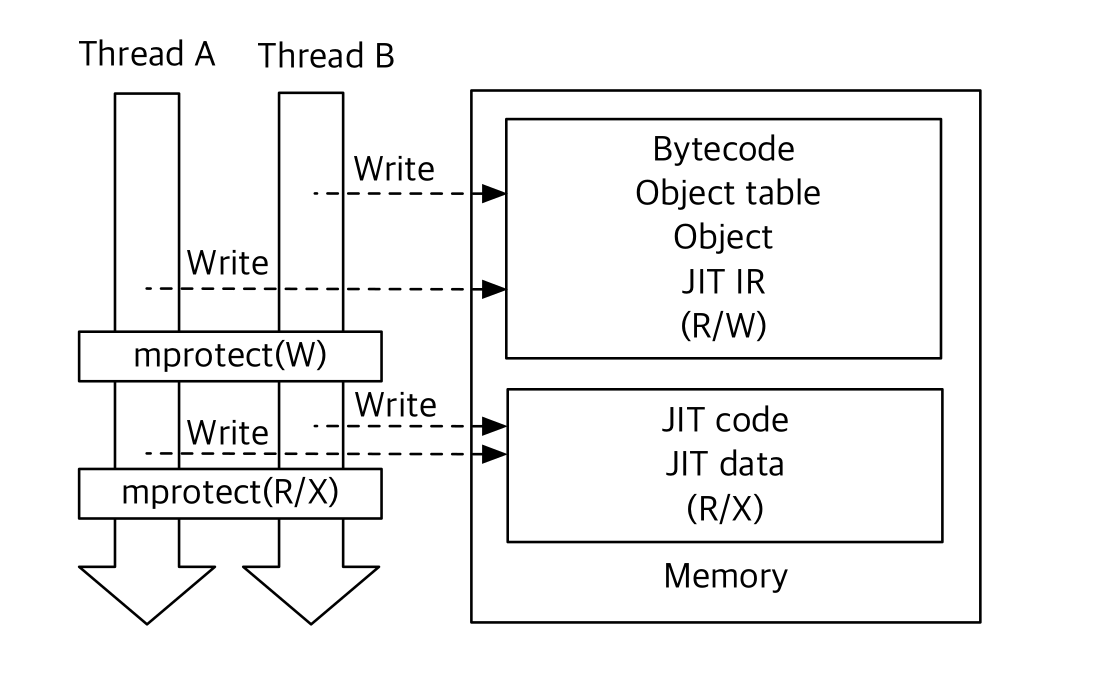 Thread A
Thread B
Write
Write
mprotect(W)
Write
Write
mprotect(R/X)
Bytecode
Object table
Object
JIT IR
(R/W)
JIT code
JIT data
(R/X)
Memory